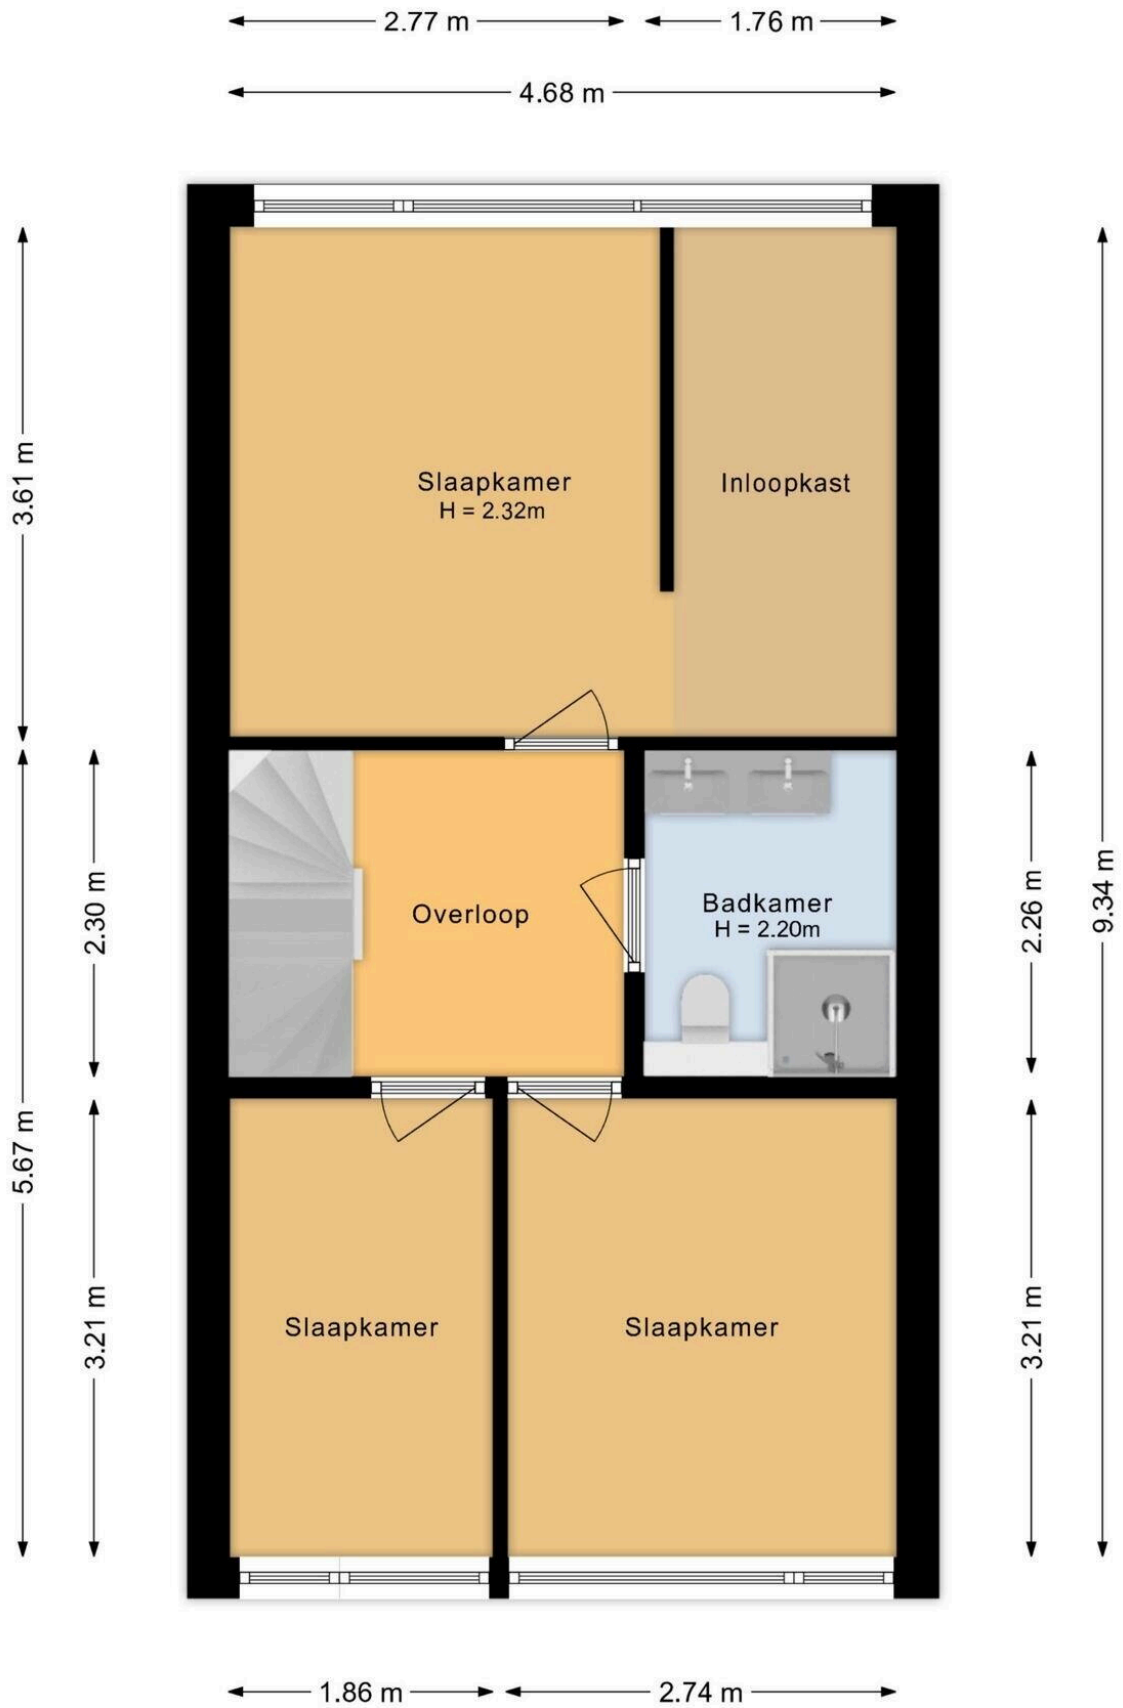 2.77 m
1.76 m
4.68 m
3.61 m
Slaapkamer
H = 2.32m
Inloopkast
9.34 m
2.30 m
Overloop
Badkamer
H = 2.20m
2.26 m
5.67 m
3.21 m
Slaapkamer
Slaapkamer
3.21 m
1.86 m
2.74 m